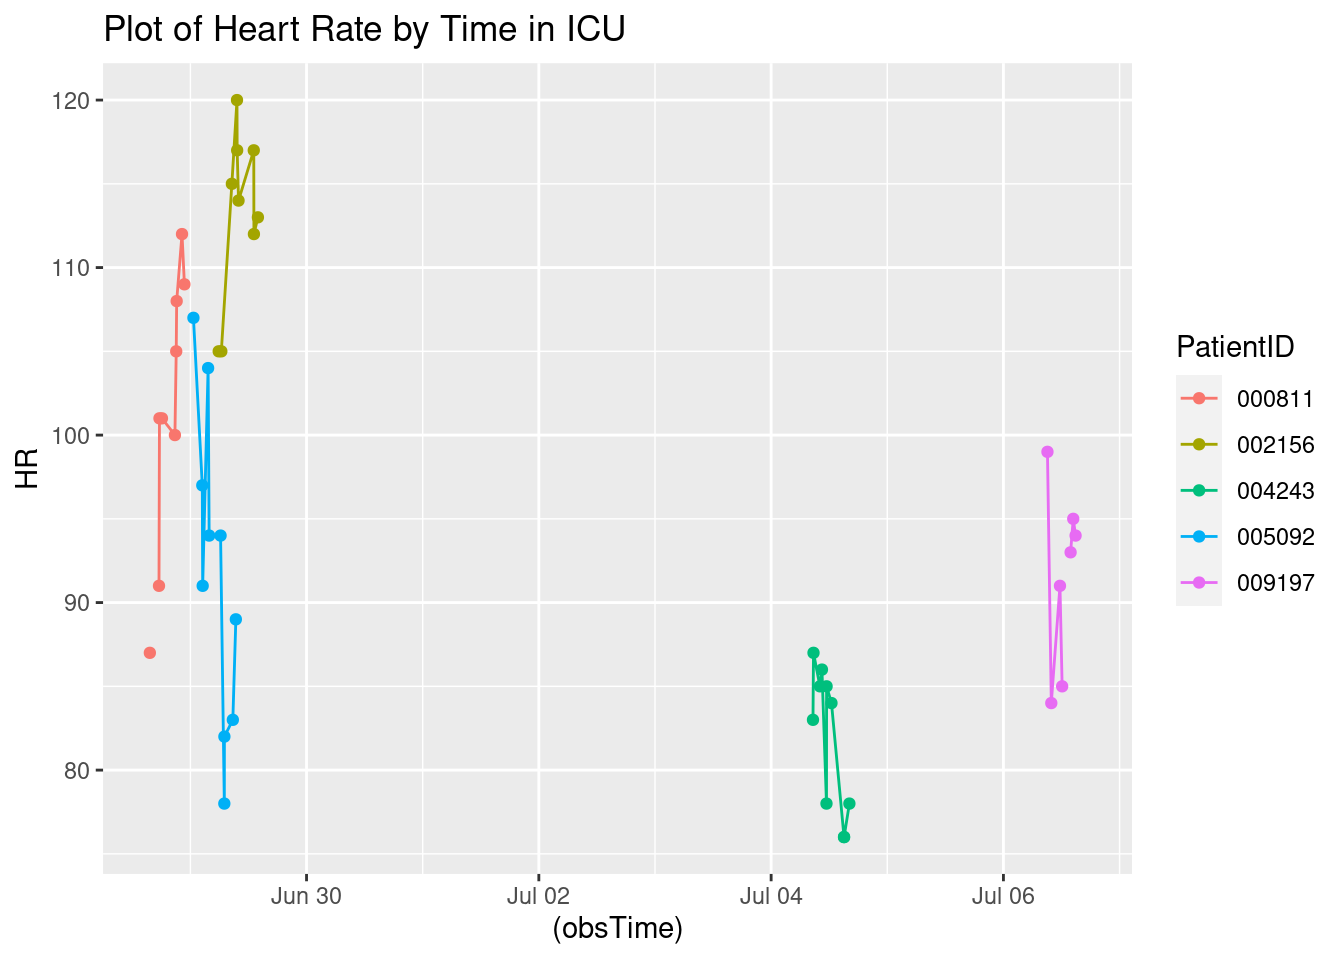 Plot of Heart Rate by Time in ICU
120
110
100
90
80
HR
Jun 30
Jul 02
Jul 04
Jul 06
(obsTime)
PatientID
000811
002156
004243
005092
009197